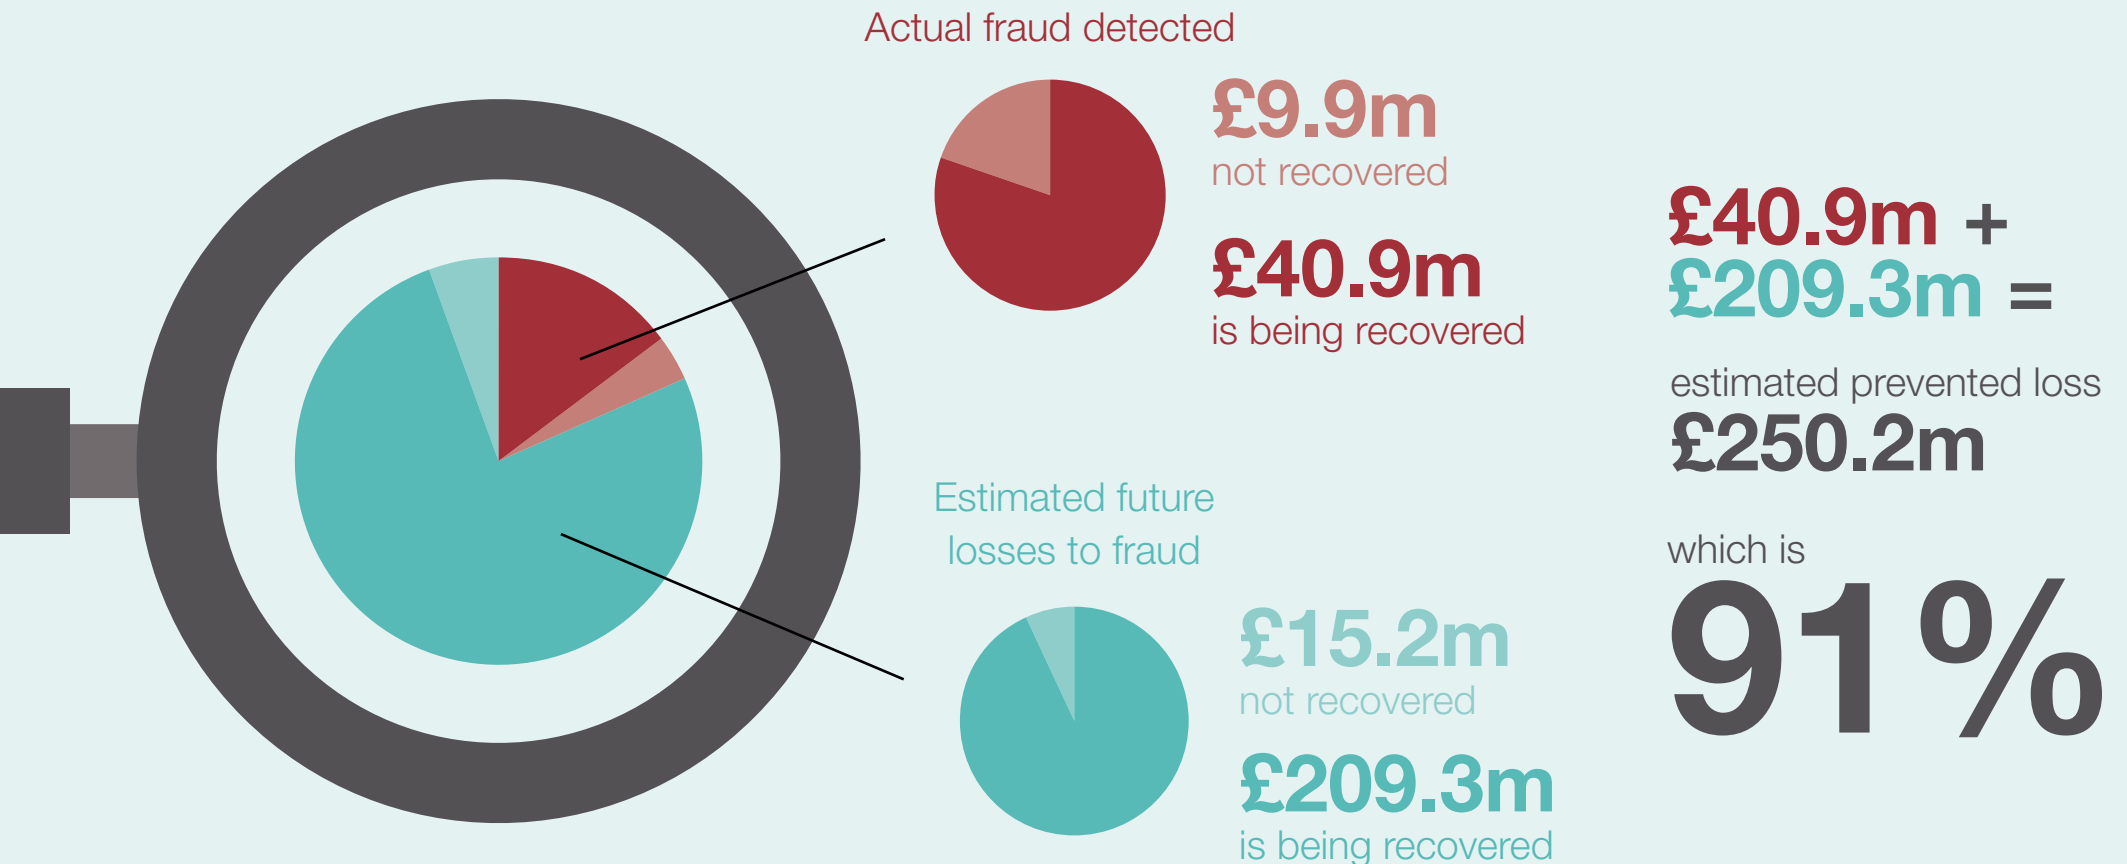 Actual fraud detected
£9.9m
not recovered
£40.9m
is being recovered
Estimated future
losses to fraud
£15.2m
not recovered
£209.3m
is being recovered
£40.9m +
£209.3m =
estimated prevented loss
£250.2m
which is
91%